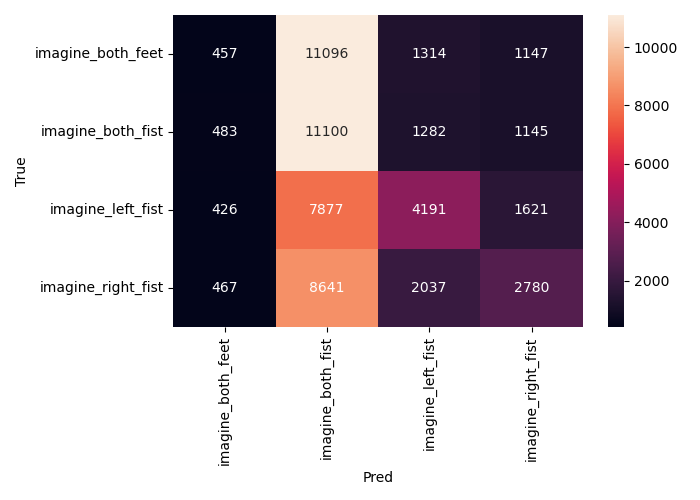 imagine_both_feet 457 11096 1314 1147
imagine_both_fist 483 11100 1282 1145
imagine_left_fist 426 7877 4191 1621
imagine_right_fist 467 8641 2037 2780
True
imagine_both_feet
imagine_both_fist
imagine_left_fist
imagine_right_fist
Pred
10000
8000
6000
4000
2000